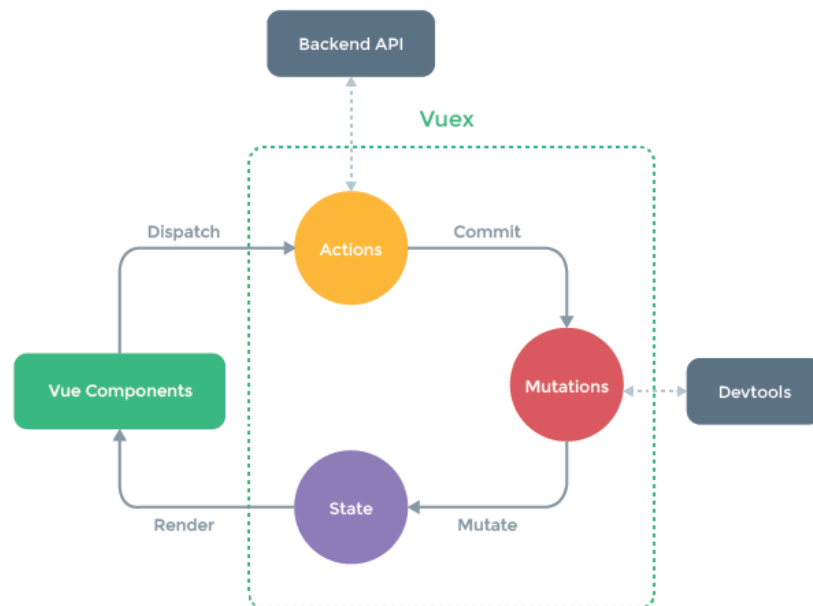 Backend API
Vuex
Dispatch
Actions
Commit
Vue Components
Mutations
Devtools
State
Render
Mutate